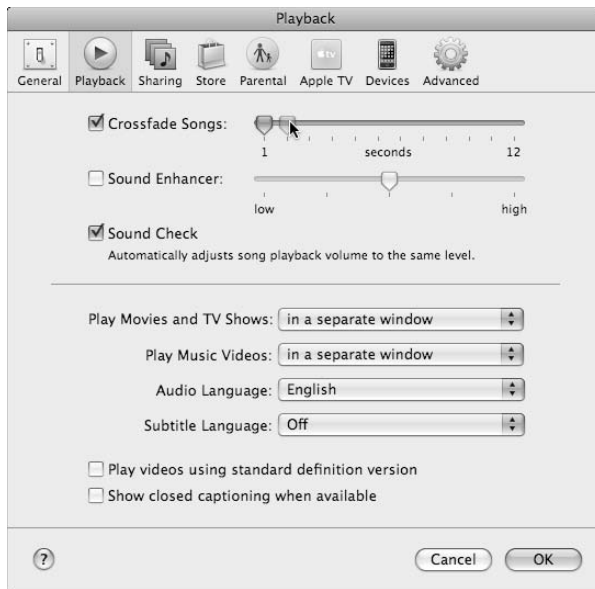 Playback
General Playback Sharing Store Parental Apple TV Devices Advanced
Crossfade Songs:
1 seconds 12
Sound Enhancer:
low high
Sound Check
Automatically adjusts song playback volume to the same level.
Play Movies and TV Shows: in a separate window
Play Music Videos: in a separate window
Audio Language: English
Subtitle Language: Off
Play videos using standard definition version
Show closed captioning when available
? Cancel OK